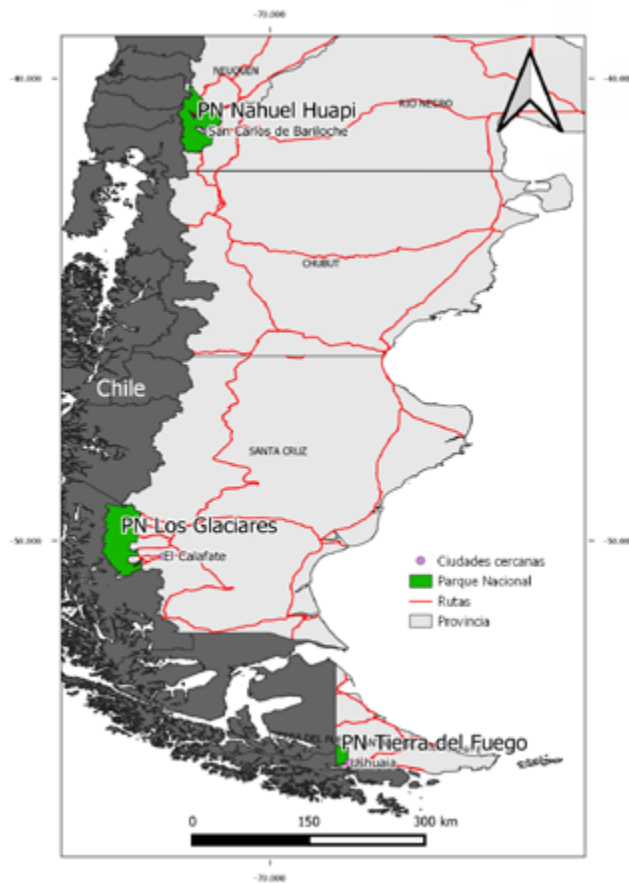 -70.000
-40.000
-40.000
NEUQUEN
PN Nahuel Huapi
RIO NEGRO
San Carlos de Bariloche
CHUBUT
Chile
SANTA CRUZ
PN Los Glaciares
-50.000
-50.000
El Calafate
Ciudades cercanas
Parque Nacional
Rutas
Provincia
PN Tierra del Fuego
Ushuaia
0 150 300 km
-70.000